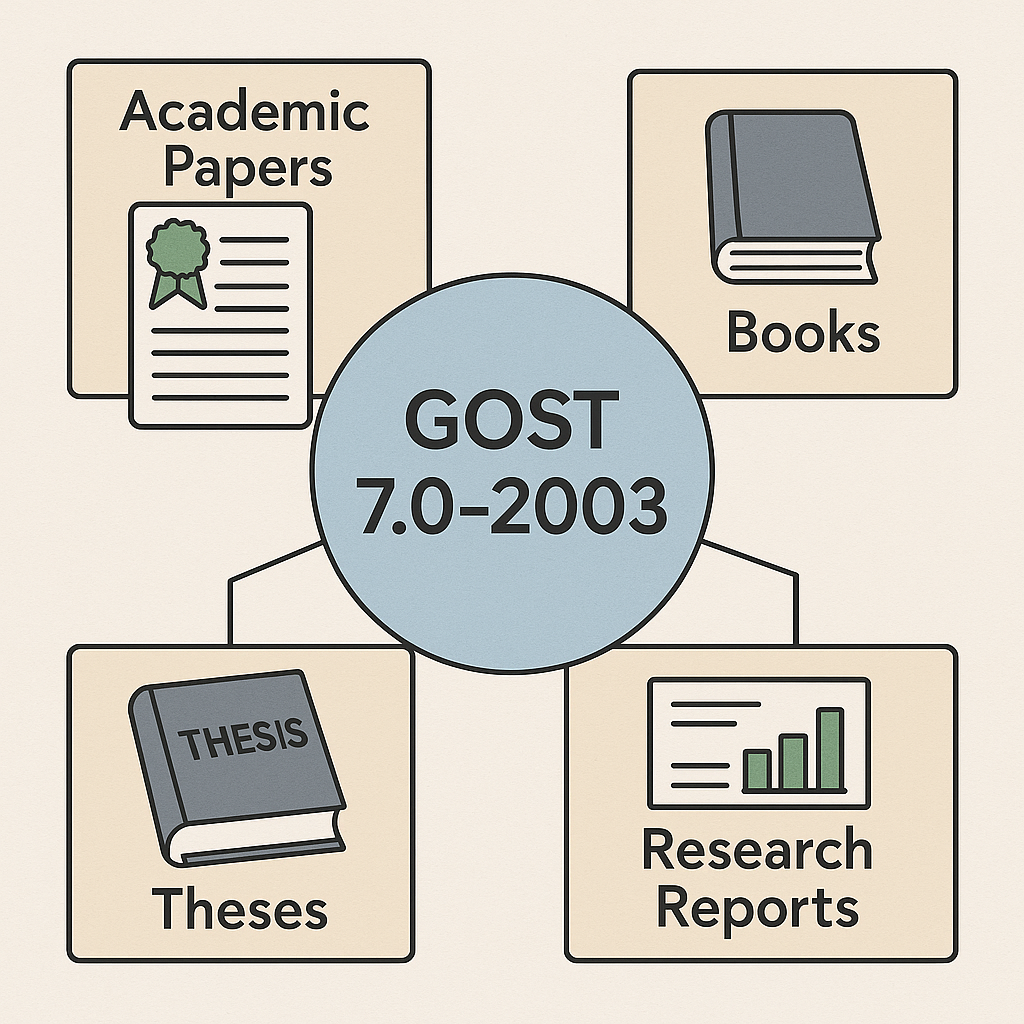 Academic
Papers
Books
GOST
7.0–2003
THESIS
Theses
Research
Reports